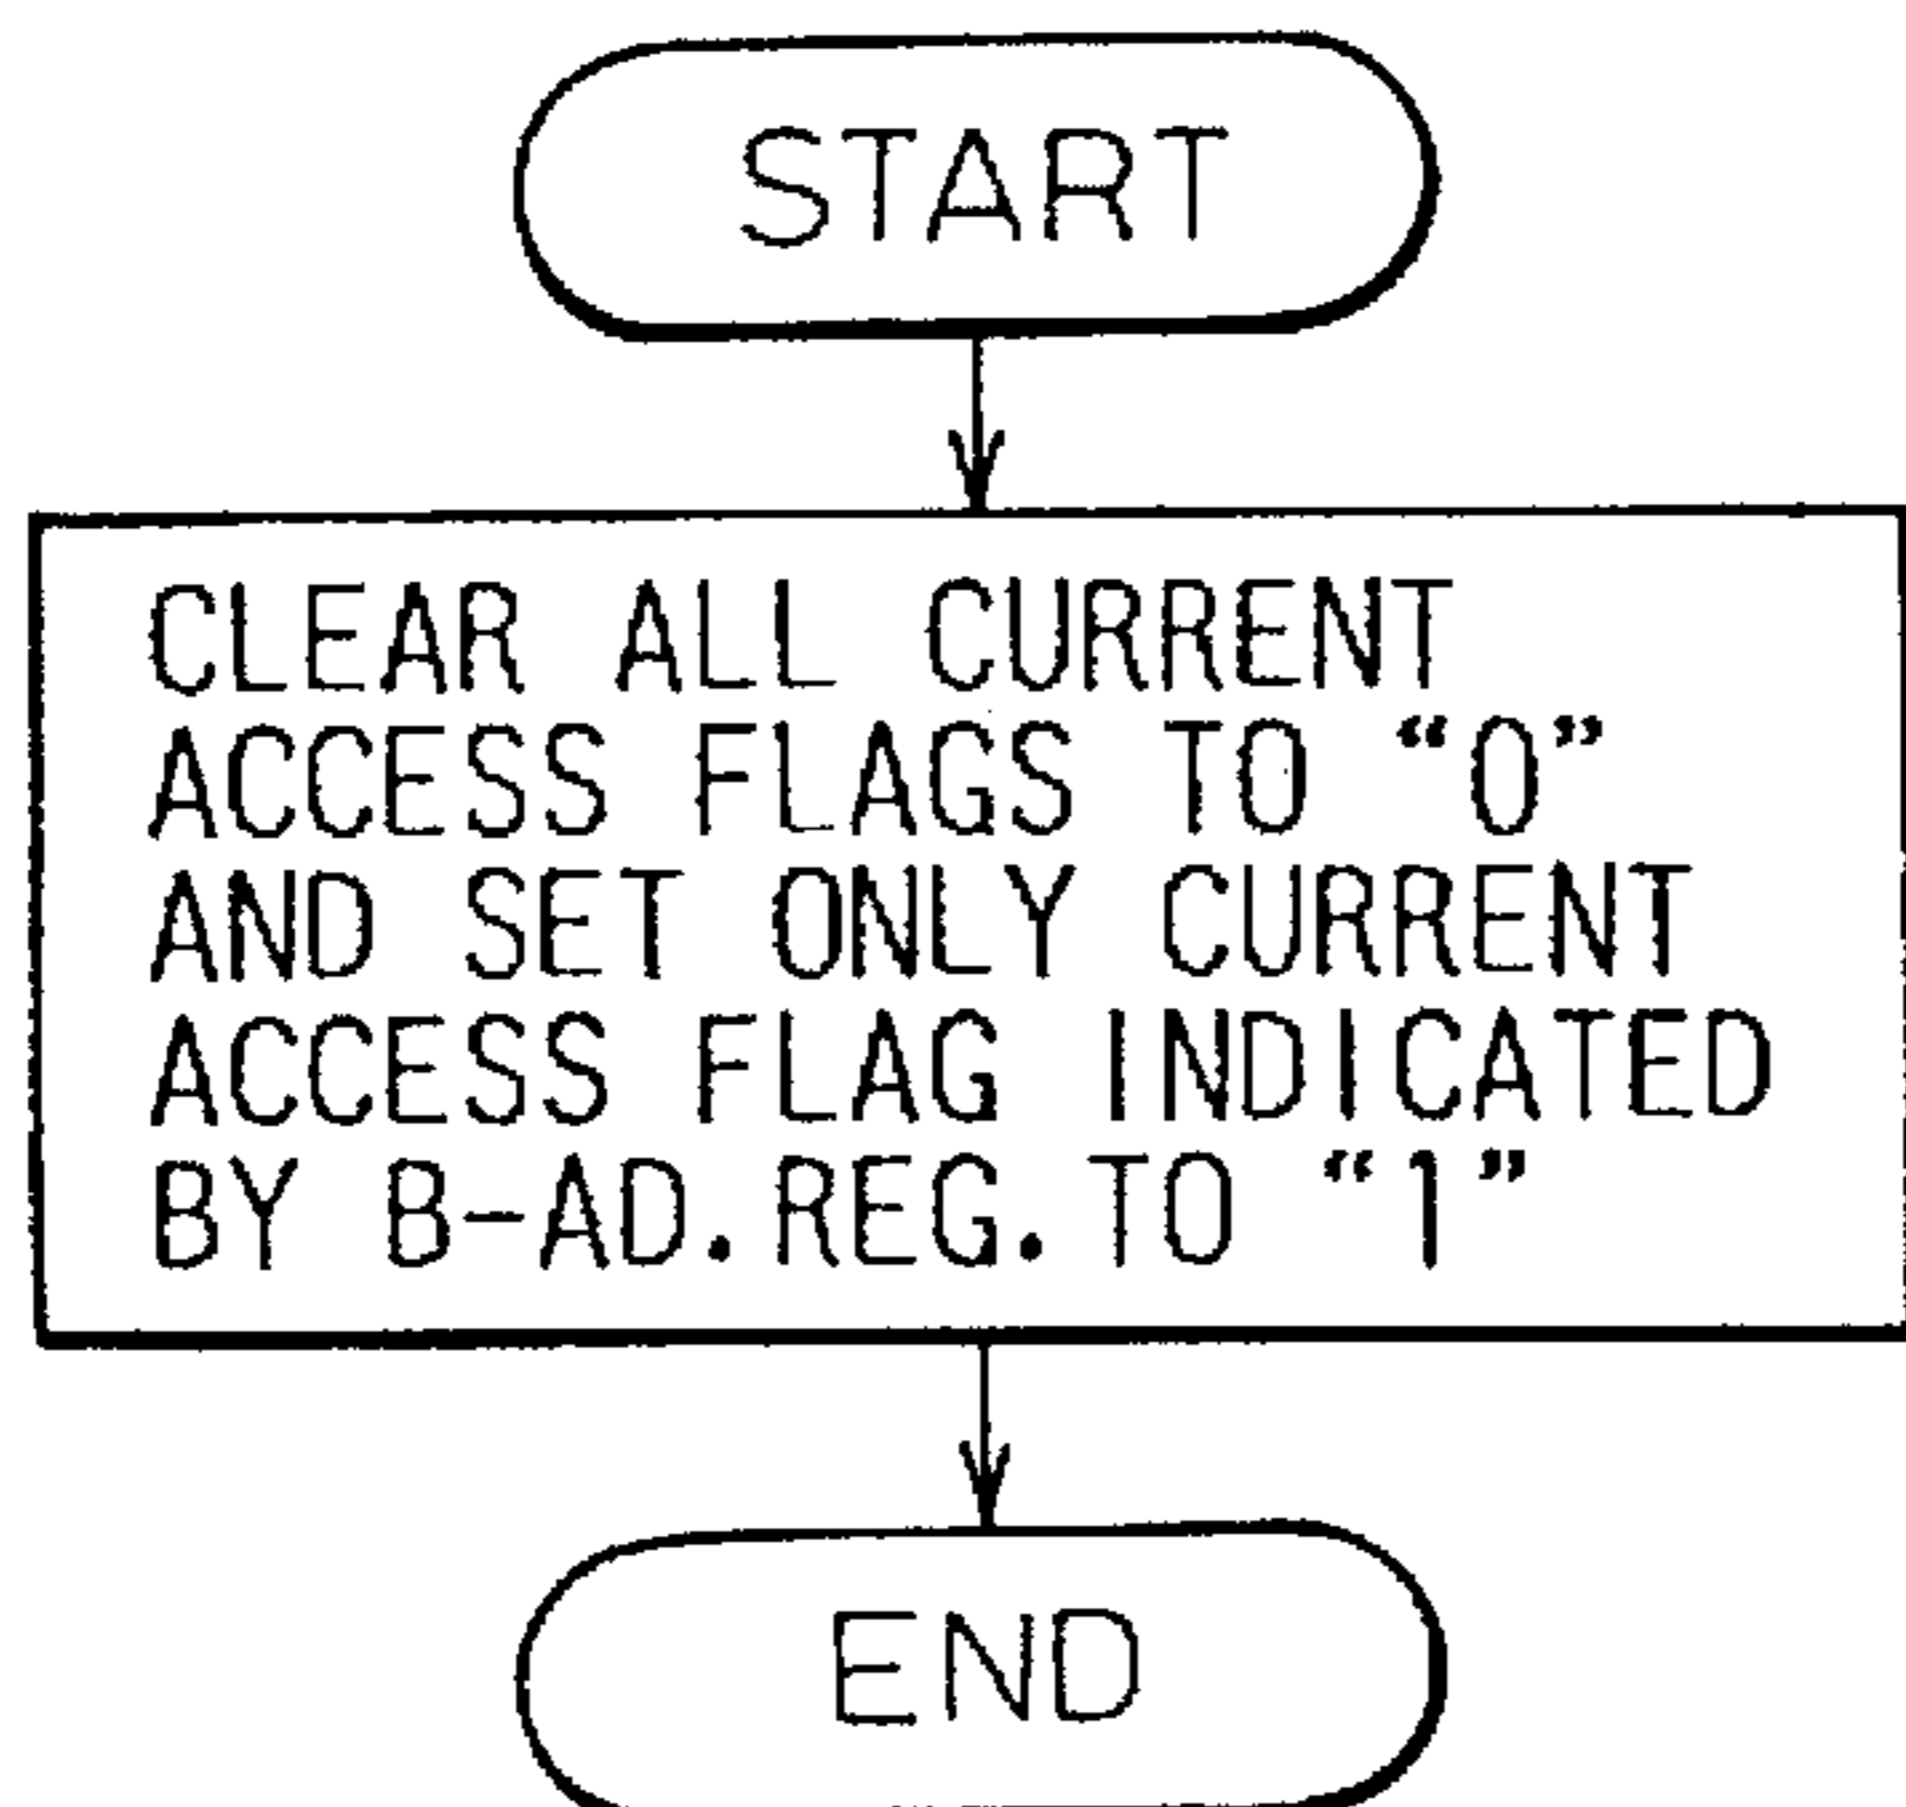 START
CLEAR ALL CURRENT
ACCESS FLAGS TO “0”
AND SET ONLY CURRENT
ACCESS FLAG INDICATED
BY B-AD.REG.TO “1”
END